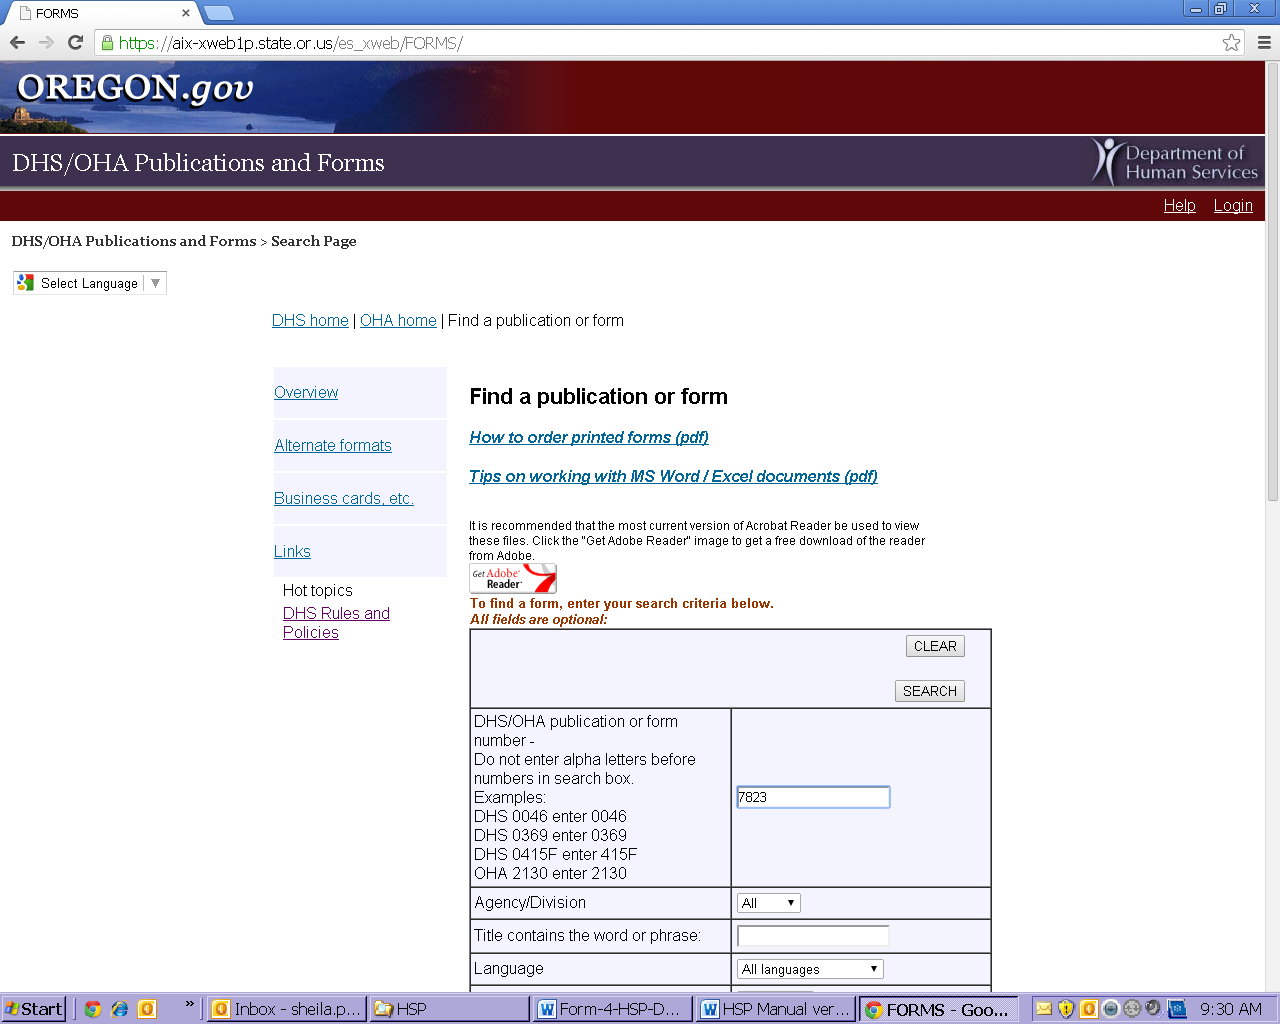 FORMS
https://aix-xweb1p.state.or.us/es_xweb/FORMS/
OREGON.gov
DHS/OHA Publications and Forms
Department of
Human Services
Help Login
DHS/OHA Publications and Forms > Search Page
Select Language
DHS home | OHA home | Find a publication or form
Overview
Alternate formats
Business cards, etc.
Links
Hot topics
DHS Rules and
Policies
Find a publication or form
How to order printed forms (pdf)
Tips on working with MS Word / Excel documents (pdf)
It is recommended that the most current version of Acrobat Reader be used to view
these files. Click the "Get Adobe Reader" image to get a free download of the reader
from Adobe.
Get Adobe
Reader
To find a form, enter your search criteria below.
All fields are optional:
CLEAR
SEARCH
DHS/OHA publication or form
number -
Do not enter alpha letters before
numbers in search box.
Examples:
DHS 0046 enter 0046
DHS 0369 enter 0369
DHS 0415F enter 415F
OHA 2130 enter 2130
7823
Agency/Division All
Title contains the word or phrase:
Language All languages
Start
Inbox - sheila.p...
HSP
Form-4-HSP-D...
HSP Manual ver...
FORMS - Goo...
9:30 AM